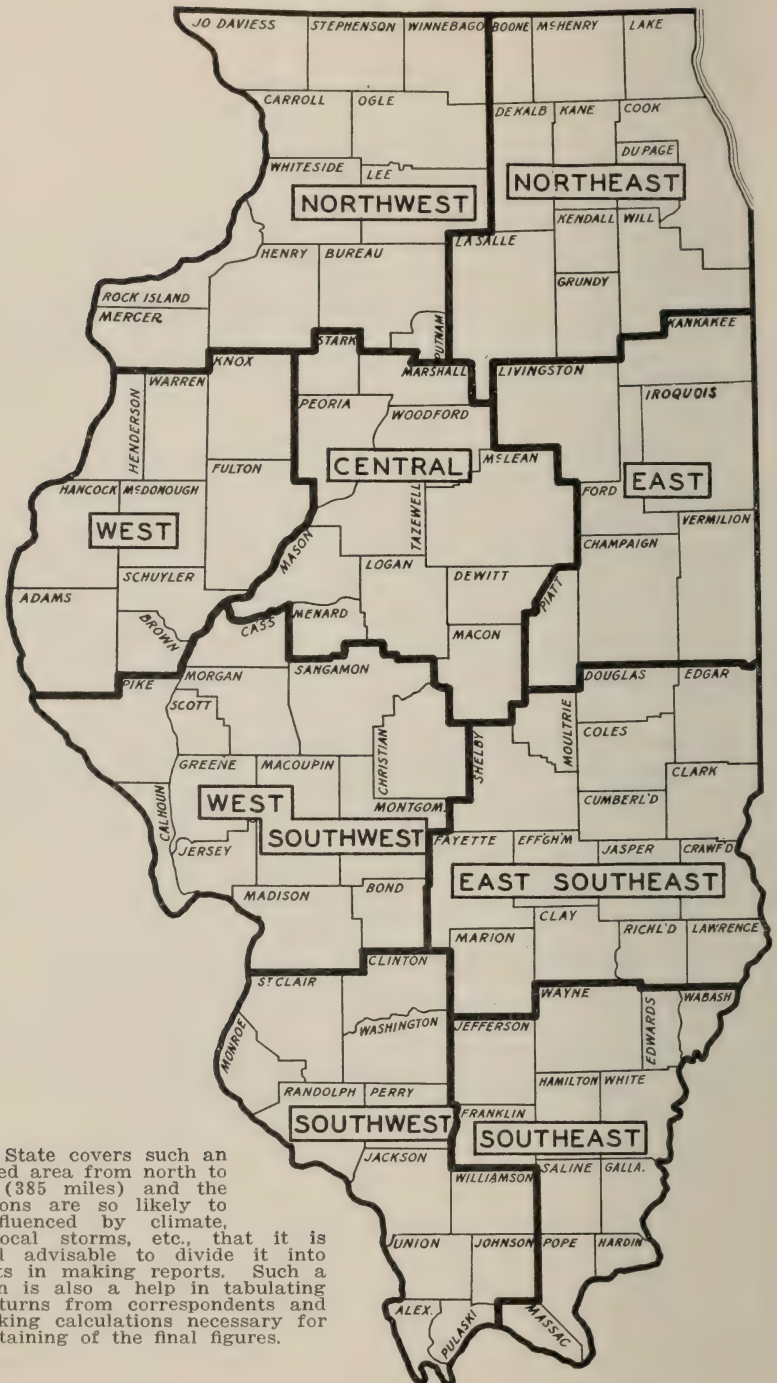 JO DAVIESS STEPHENSON WINNEBAGO BOONE McHENRY LAKE
CARROLL OGLE DEKALB KANE COOK
DU PAGE
WHITESIDE LEE
NORTHWEST NORTHEAST
KENDALL WILL
LASALLE
HENRY BUREAU
GRUNDY
ROCK ISLAND
MERCER
PUTNAM
KANKAKEE
STARK
KNOX MARSHALL LIVINGSTON
WARREN
HENDERSON
PEORIA WOODFORD
IROQUOIS
CENTRAL McLEAN
FULTON
EAST
HANCOCK McDONOUGH TAZEWELL FORD
VERMILION
WEST
MASON
CHAMPAIGN
LOGAN DEWITT
SCHUYLER
ADAMS PIATT
BROWN CASS MENARD
MACON
PIKE MORGAN SANGAMON DOUGLAS EDGAR
SCOTT
MOULTRIE COLES
CHRISTIAN SHELBY
GREENE MACOUPIN CLARK
CALHOUN WEST MONTGOM. CUMBERL'D
SOUTHWEST FAYETTE EFF'GH'M JASPER CRAWF'D
JERSEY
EAST SOUTHEAST
MADISON BOND
CLAY
MARION RICHL'D LAWRENCE
CLINTON
ST CLAIR WAYNE WABASH
EDWARDS
MONROE WASHINGTON JEFFERSON
HAMILTON WHITE
RANDOLPH PERRY
SOUTHWEST FRANKLIN SOUTHEAST
JACKSON
WILLIAMSON SALINE GALLA.
UNION JOHNSON POPE HARDIN
ALEX. PULASKI MASSAC
State covers such an
ed area from north to
(385 miles) and the
ons are so likely to
fluenced by climate,
ocal storms, etc., that it is
l advisable to divide it into
ts in making reports. Such a
n is also a help in tabulating
turns from correspondents and
king calculations necessary for
taining of the final figures.